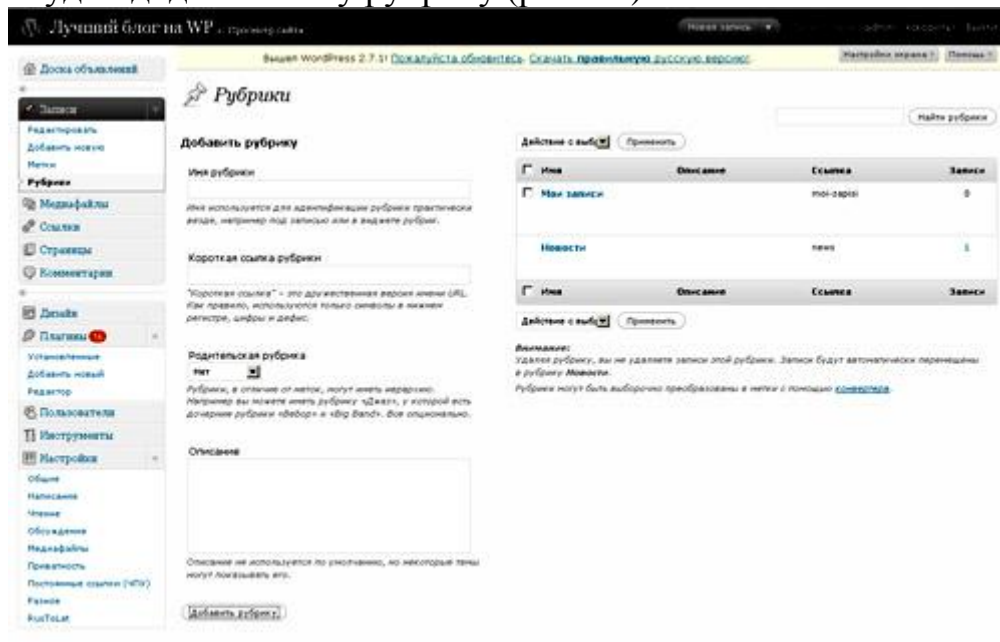 Лучший блог на WP
Новая запись
Вышел WordPress 2.7.1! Пожалуйста обновитесь. Скачать правильную русскую версию!
Настройки экрана
Помощь
Доска объявлений
Записи
Редактировать
Добавить новую
Метки
Рубрики
Медиафайлы
Ссылки
Страницы
Комментарии
Дизайн
Плагины
Установленные
Добавить новый
Редактор
Пользователи
Инструменты
Настройки
Общие
Написание
Чтение
Обсуждение
Медиафайлы
Приватность
Постоянные ссылки (ЧПУ)
Разное
RusToLat
Рубрики
Найти рубрики
Добавить рубрику
Имя рубрики
Имя используется для идентификации рубрики практически
везде, например под записью или в виджете рубрик.
Короткая ссылка рубрики
"Короткая ссылка" – это дружественная версия имени URL.
Как правило, используются только символы в нижнем
регистре, цифры и дефис.
Родительская рубрика
Нет
Рубрики, в отличие от меток, могут иметь иерархию.
Например вы можете иметь рубрику «Джаз», у которой есть
дочерние рубрики «Бебоп» и «Big Band». Все опционально.
Описание
Описание не используется по умолчанию, но некоторые темы
могут показывать его.
Добавить рубрику
Действие с выб
Применить
Имя Описание Ссылка Записи
Мои записи moi-zapisi 0
Новости news 1
Имя Описание Ссылка Записи
Действие с выб
Применить
Внимание:
Удаляя рубрику, вы не удаляете записи этой рубрики. Записи будут автоматически перемещены
в рубрику Новости.
Рубрики могут быть выборочно преобразованы в метки с помощью конвертера.